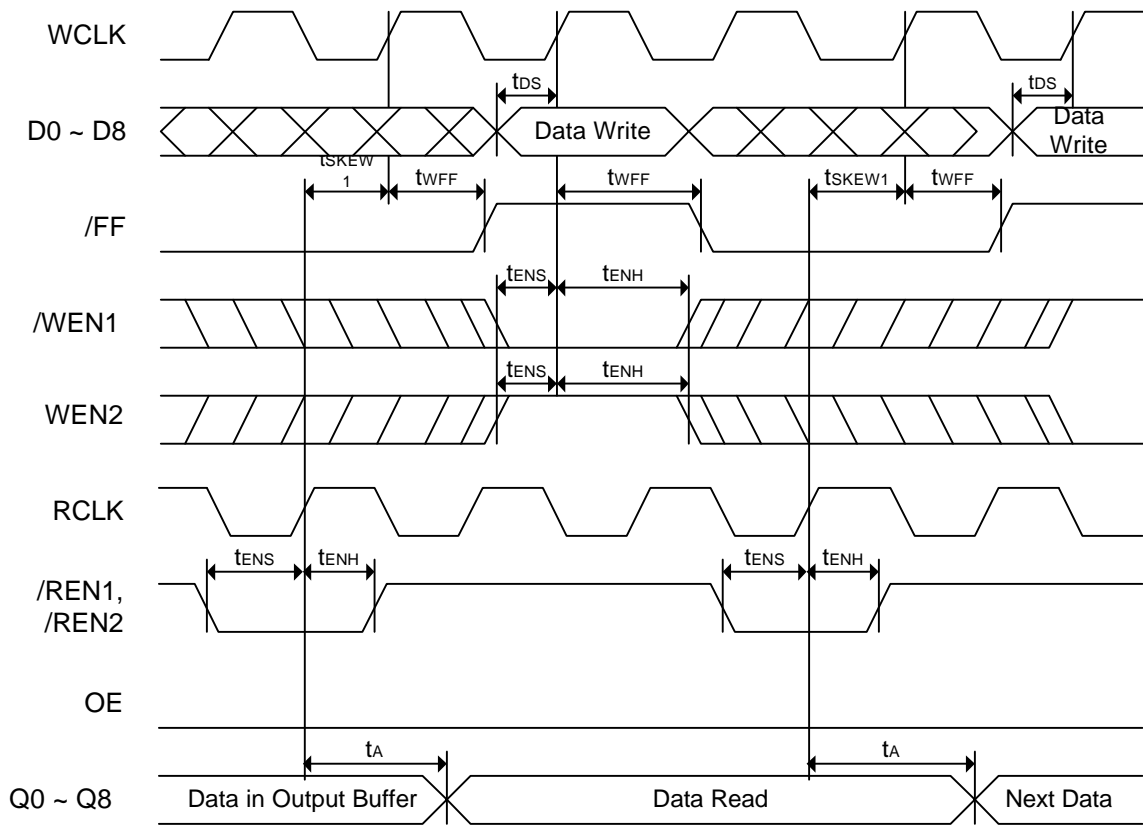 WCLK
tDS
tDS
D0 ~ D8
Data Write
Data
Write
tSKEW
1
tWFF
tWFF
tSKEW1
tWFF
/FF
tENS
tENH
/WEN1
tENS
tENH
WEN2
RCLK
tENS
tENH
tENS
tENH
/REN1,
/REN2
OE
tA
tA
Q0 ~ Q8
Data in Output Buffer
Data Read
Next Data